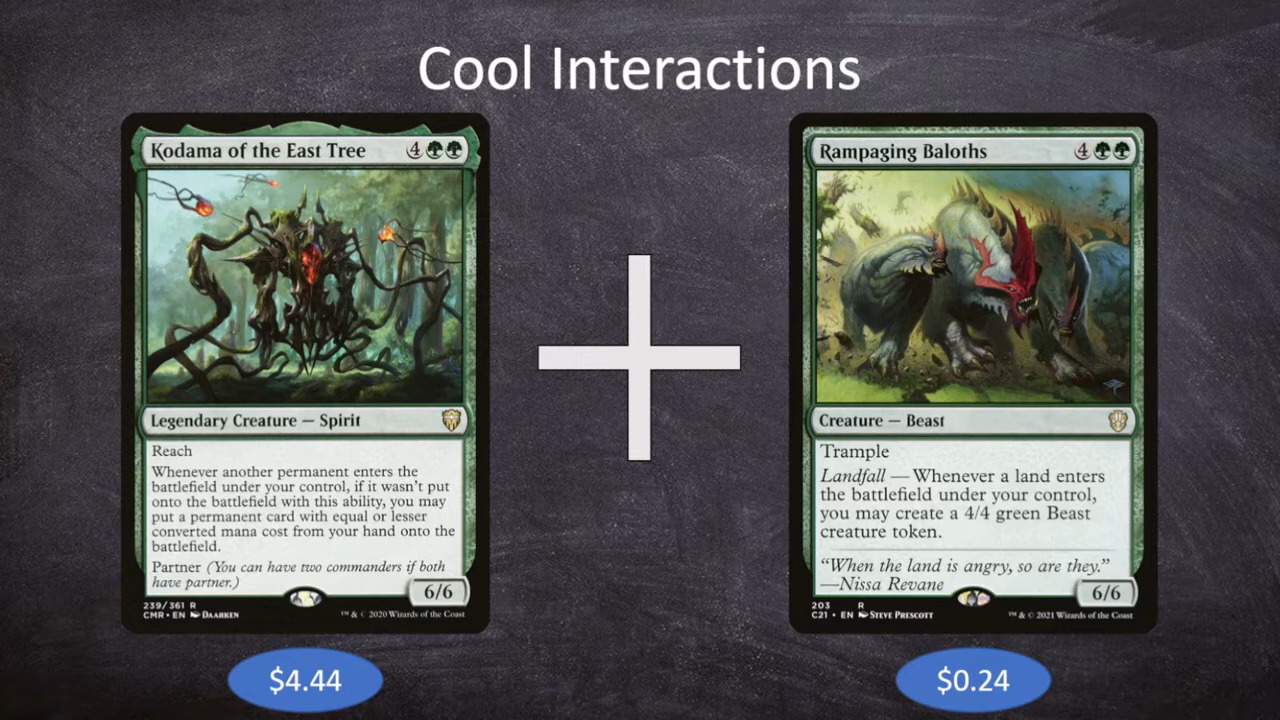 Cool Interactions
Kodama of the East Tree 4
Legendary Creature — Spirit
Reach
Whenever another permanent enters the
battlefield under your control, if it wasn't put
onto the battlefield with this ability, you may
put a permanent card with equal or lesser
converted mana cost from your hand onto the
battlefield.
Partner (You can have two commanders if both
have partner.)
6/6
239/361 R
CMR • EN DAARKEN
™ & © 2020 Wizards of the Coast
$4.44
Rampaging Baloths 4
Creature — Beast
Trample
Landfall — Whenever a land enters
the battlefield under your control,
you may create a 4/4 green Beast
creature token.
"When the land is angry, so are they."
—Nissa Revane
6/6
203 R
C21 • EN STEVE PRESCOTT
™ & © 2021 Wizards of the Coast
$0.24